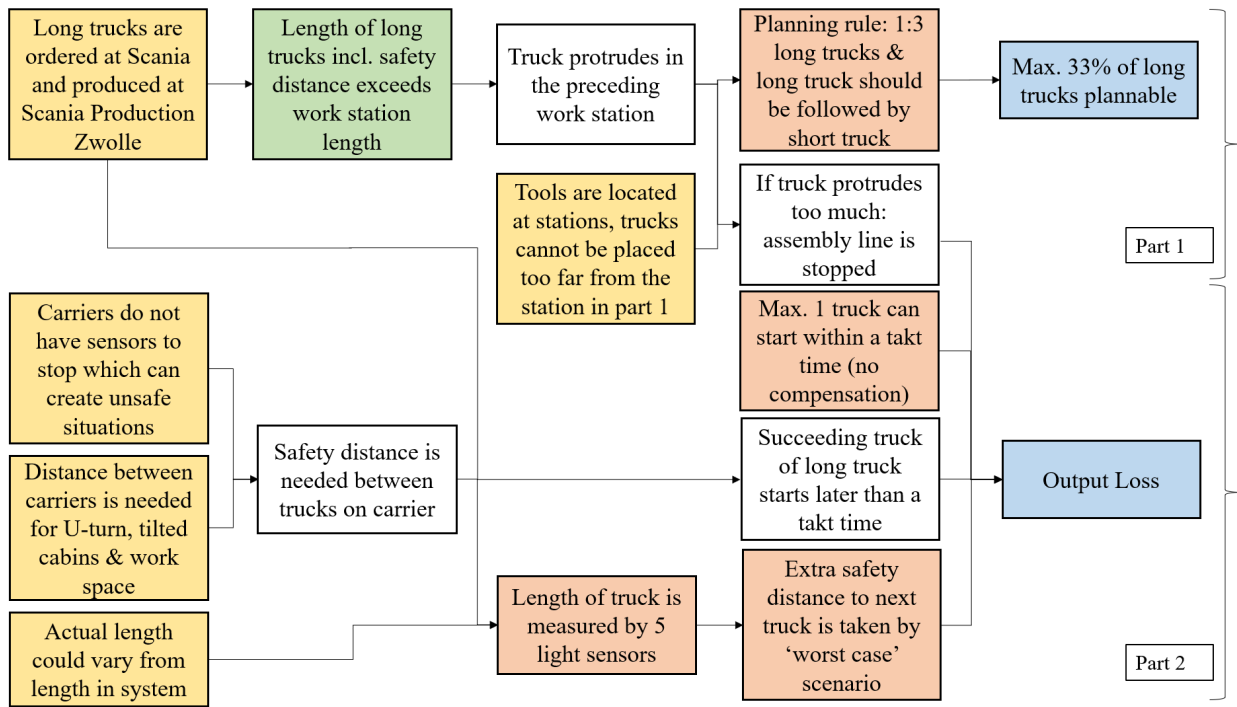 Long trucks are
ordered at Scania
and produced at
Scania Production
Zwolle
Length of long
trucks incl. safety
distance exceeds
work station
length
Truck protrudes in
the preceding
work station
Planning rule: 1:3
long trucks &
long truck should
be followed by
short truck
Max. 33% of long
trucks plannable
Tools are located
at stations, trucks
cannot be placed
too far from the
station in part 1
If truck protrudes
too much:
assembly line is
stopped
Part 1
Carriers do not
have sensors to
stop which can
create unsafe
situations
Max. 1 truck can
start within a takt
time (no
compensation)
Distance between
carriers is needed
for U-turn, tilted
cabins & work
space
Safety distance is
needed between
trucks on carrier
Succeeding truck
of long truck
starts later than a
takt time
Output Loss
Actual length
could vary from
length in system
Length of truck is
measured by 5
light sensors
Extra safety
distance to next
truck is taken by
‘worst case’
scenario
Part 2